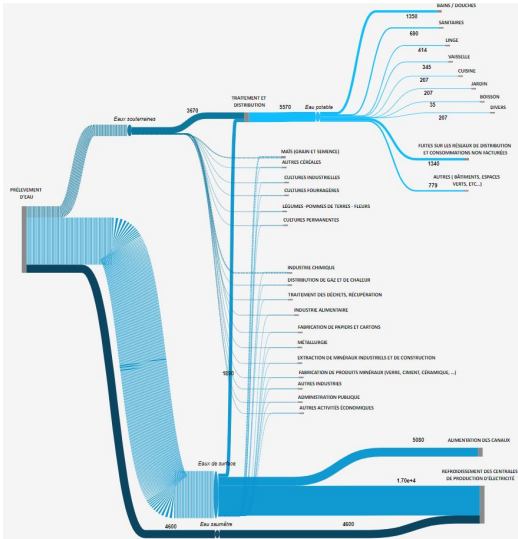 BAINS / DOUCHES
1350
SANITAIRES
690
LINGE
414
VAISSELLE
345
CUISINE
207
JARDIN
207
BOISSON
35
DIVERS
207
TRAITEMENT ET
DISTRIBUTION
3670
5570
Eau potable
Eaux souterraines
FUITES SUR LES RÉSEAUX DE DISTRIBUTION
ET CONSOMMATIONS NON FACTURÉES
1340
AUTRES ( BÂTIMENTS, ESPACES
VERTS, ETC...)
779
MAÏS (GRAIN ET SEMENCE)
AUTRES CÉRÉALES
CULTURES INDUSTRIELLES
CULTURES FOURRAGÈRES
LÉGUMES -POMMES DE TERRES - FLEURS
CULTURES PERMANENTES
PRÉLEVEMENT
D'EAU
INDUSTRIE CHIMIQUE
DISTRIBUTION DE GAZ ET DE CHALEUR
TRAITEMENT DES DÉCHETS, RÉCUPÉRATION
INDUSTRIE ALIMENTAIRE
FABRICATION DE PAPIERS ET CARTONS
MÉTALLURGIE
EXTRACTION DE MINÉRAUX INDUSTRIELS ET DE CONSTRUCTION
1890
FABRICATION DE PRODUITS MINÉRAUX (VERRE, CIMENT, CÉRAMIQUE, ...)
AUTRES INDUSTRIES
ADMINISTRATION PUBLIQUE
AUTRES ACTIVITÉS ÉCONOMIQUES
5080
ALIMENTATION DES CANAUX
Eaux de surface
1.70e+4
REFROIDISSEMENT DES CENTRALES
DE PRODUCTION D'ÉLECTRICITÉ
4600
Eau saumâtre
4600